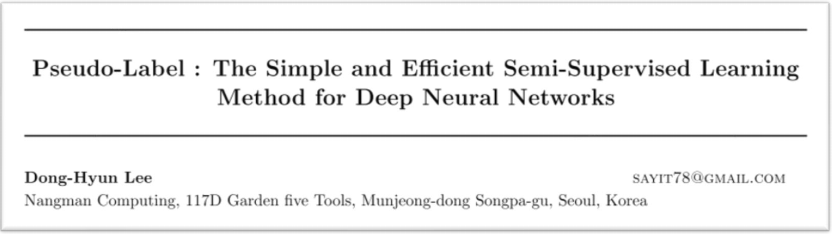 Pseudo-Label : The Simple and Efficient Semi-Supervised Learning
Method for Deep Neural Networks
Dong-Hyun Lee SAYIT78@GMAIL.COM
Nangman Computing, 117D Garden five Tools, Munjeong-dong Songpa-gu, Seoul, Korea